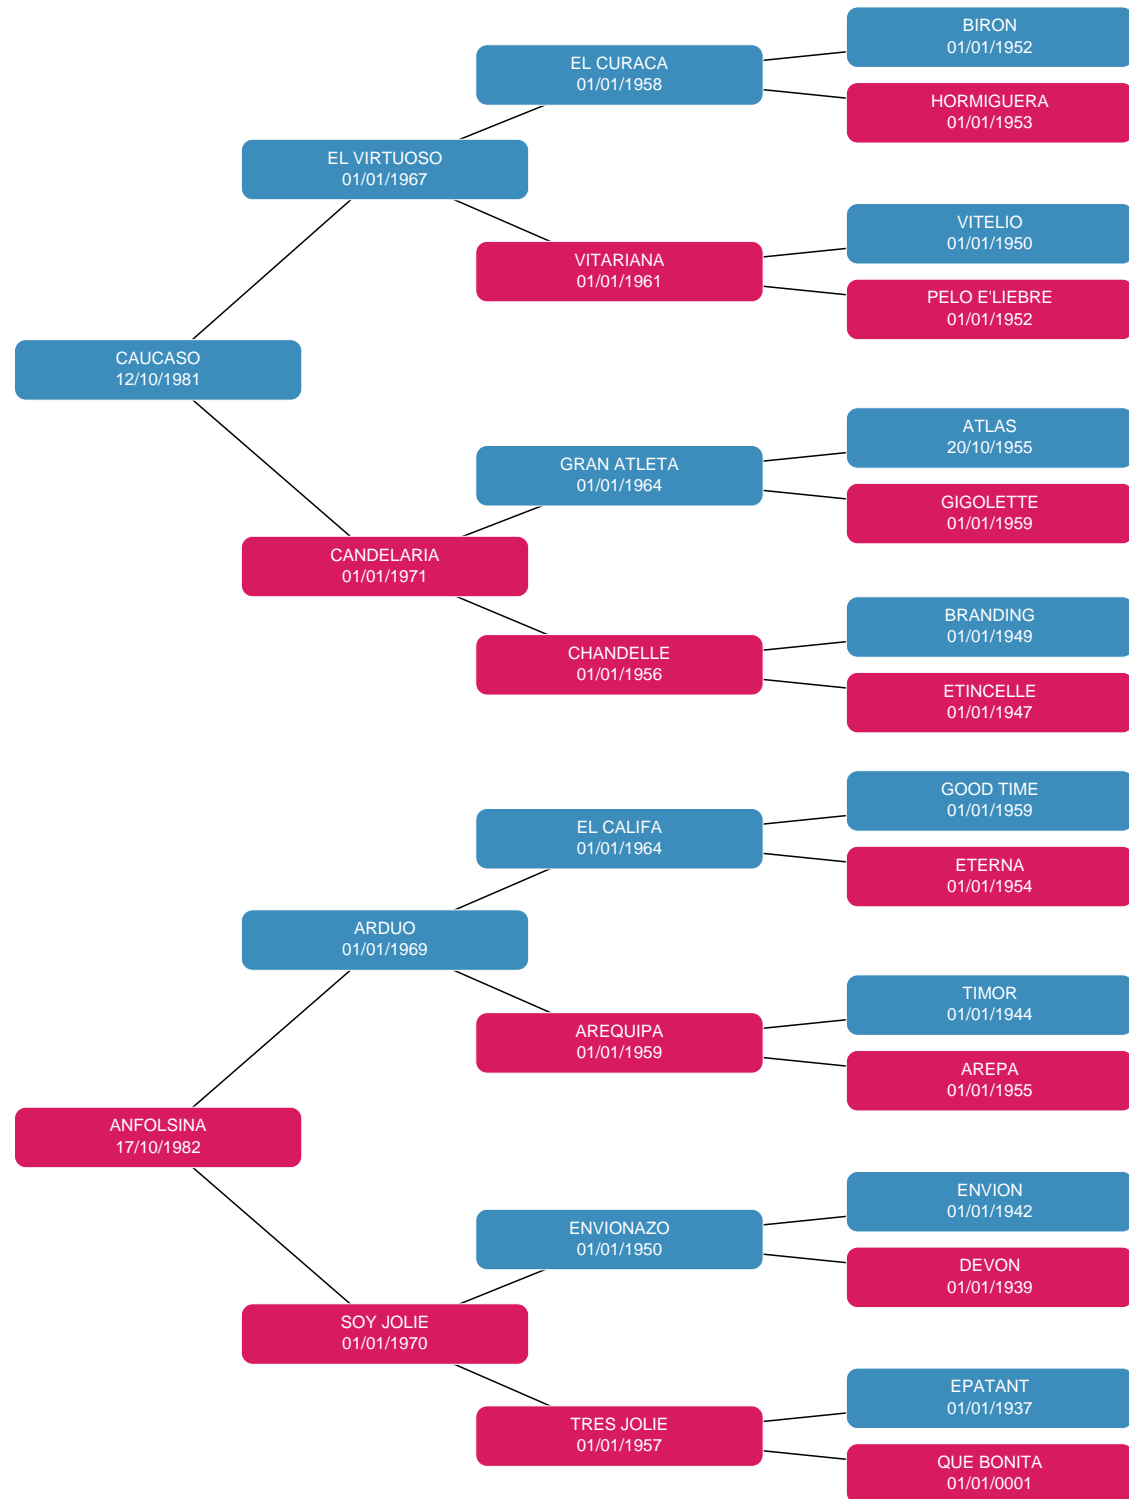 BIRON
01/01/1952
EL CURACA
01/01/1958
HORMIGUERA
01/01/1953
EL VIRTUOSO
01/01/1967
VITELIO
01/01/1950
VITARIANA
01/01/1961
PELO E'LIEBRE
01/01/1952
CAUCASO
12/10/1981
ATLAS
20/10/1955
GRAN ATLETA
01/01/1964
GIGOLETTE
01/01/1959
CANDELARIA
01/01/1971
BRANDING
01/01/1949
CHANDELLE
01/01/1956
ETINCELLE
01/01/1947
GOOD TIME
01/01/1959
EL CALIFA
01/01/1964
ETERNA
01/01/1954
ARDUO
01/01/1969
TIMOR
01/01/1944
AREQUIPA
01/01/1959
AREPA
01/01/1955
ANFOLSINA
17/10/1982
ENVION
01/01/1942
ENVIONAZO
01/01/1950
DEVON
01/01/1939
SOY JOLIE
01/01/1970
EPATANT
01/01/1937
TRES JOLIE
01/01/1957
QUE BONITA
01/01/0001